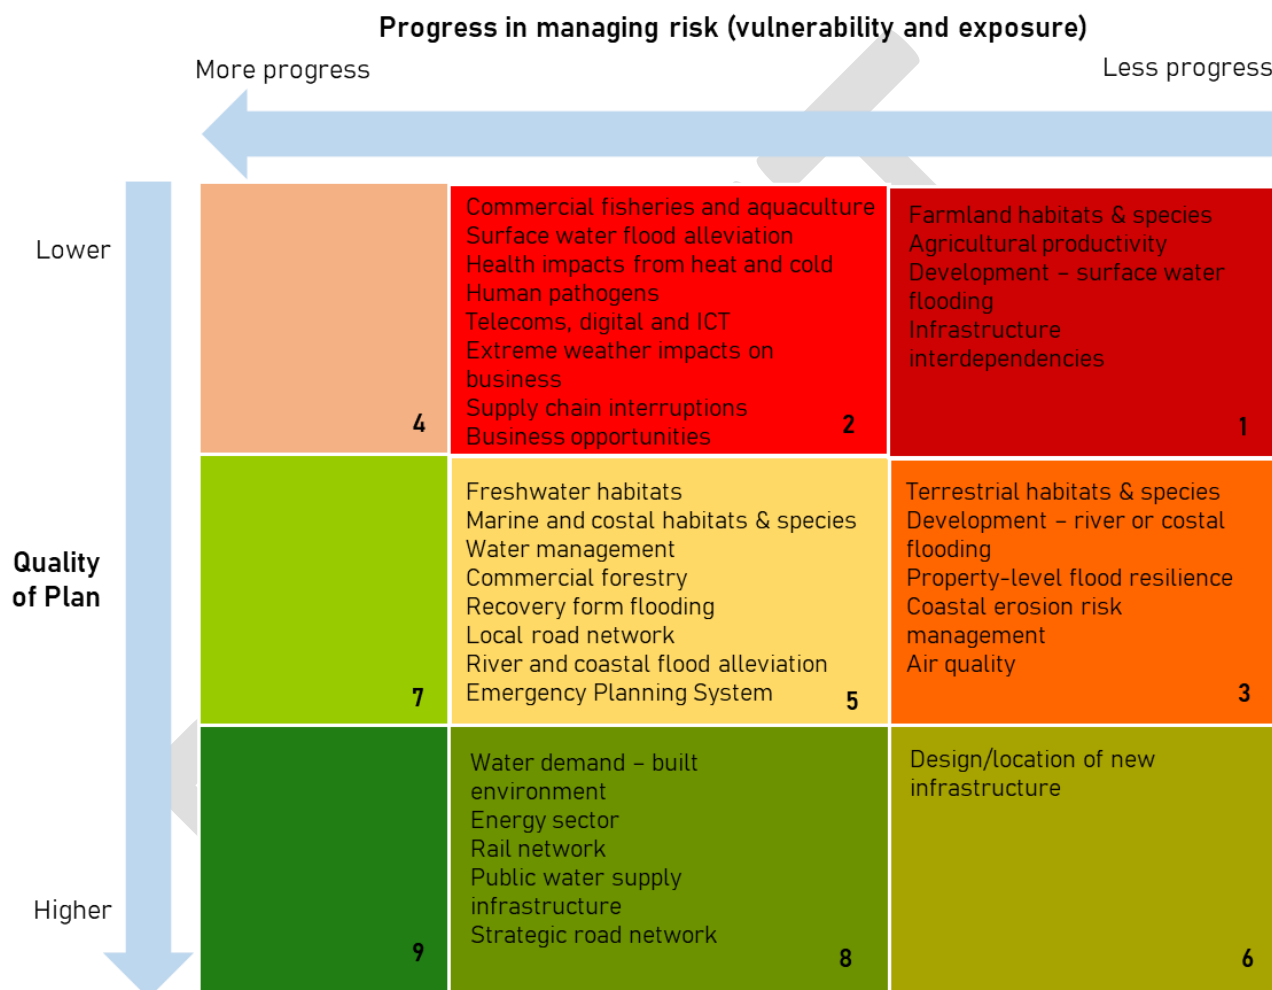 Progress in managing risk (vulnerability and exposure)
More progress
Less progress
Lower
Quality
of Plan
Higher
4
Commercial fisheries and aquaculture
Surface water flood alleviation
Health impacts from heat and cold
Human pathogens
Telecoms, digital and ICT
Extreme weather impacts on
business
Supply chain interruptions
Business opportunities
2
Farmland habitats & species
Agricultural productivity
Development – surface water
flooding
Infrastructure
interdependencies
1
7
Freshwater habitats
Marine and costal habitats & species
Water management
Commercial forestry
Recovery form flooding
Local road network
River and coastal flood alleviation
Emergency Planning System
5
Terrestrial habitats & species
Development – river or costal
flooding
Property-level flood resilience
Coastal erosion risk
management
Air quality
3
9
Water demand – built
environment
Energy sector
Rail network
Public water supply
infrastructure
Strategic road network
8
Design/location of new
infrastructure
6